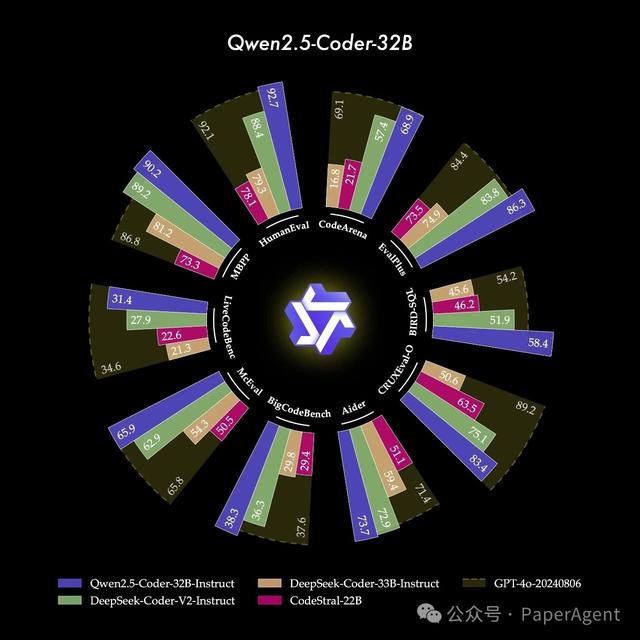 Qwen2.5-Coder-32B
92.1
78.1
79.3
88.4
92.7
HumanEval
69.1
16.8
21.7
57.4
68.9
CodeArena
84.4
73.5
74.9
83.8
86.3
EvalPlus
54.2
45.6
46.2
51.9
58.4
BIRD-SQL
89.2
50.6
63.5
75.1
83.4
CRUXEval-O
71.4
51.1
59.4
72.9
73.7
Aider
37.6
29.4
29.8
36.3
38.3
BigCodeBench
65.8
50.5
54.3
62.9
65.9
McEval
34.6
21.3
22.6
27.9
31.4
LiveCodeBenc
86.8
73.3
81.2
89.2
90.2
MBPP
Qwen2.5-Coder-32B-Instruct
DeepSeek-Coder-33B-Instruct
GPT-4o-20240806
DeepSeek-Coder-V2-Instruct
CodeStral-22B
公众号 · PaperAgent